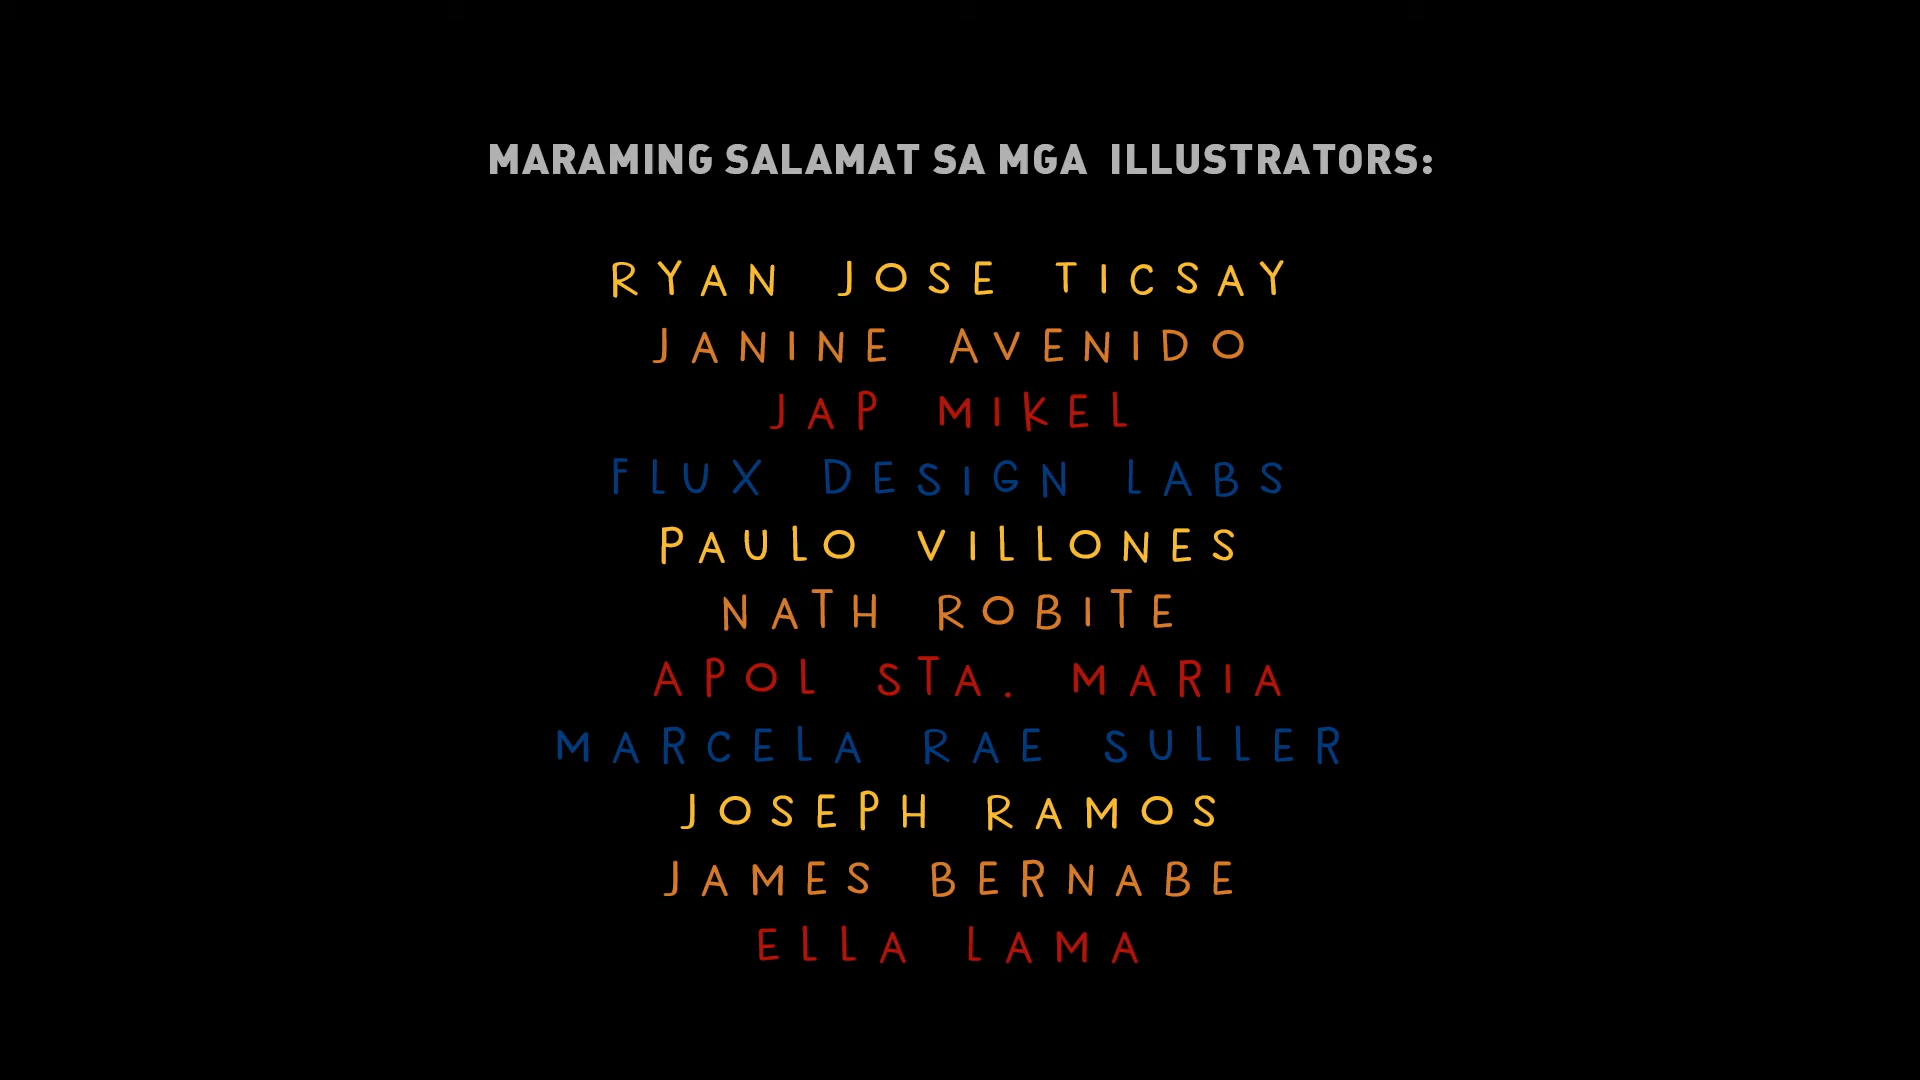 MARAMING SALAMAT SA MGA ILLUSTRATORS:
RYAN JOSE TICSAY
JANINE AVENIDO
JAP MIKEL
FLUX DESIGN LABS
PAULO VILLONES
NATH ROBITE
APOL STA. MARIA
MARCELA RAE SULLER
JOSEPH RAMOS
JAMES BERNABE
ELLA LAMA